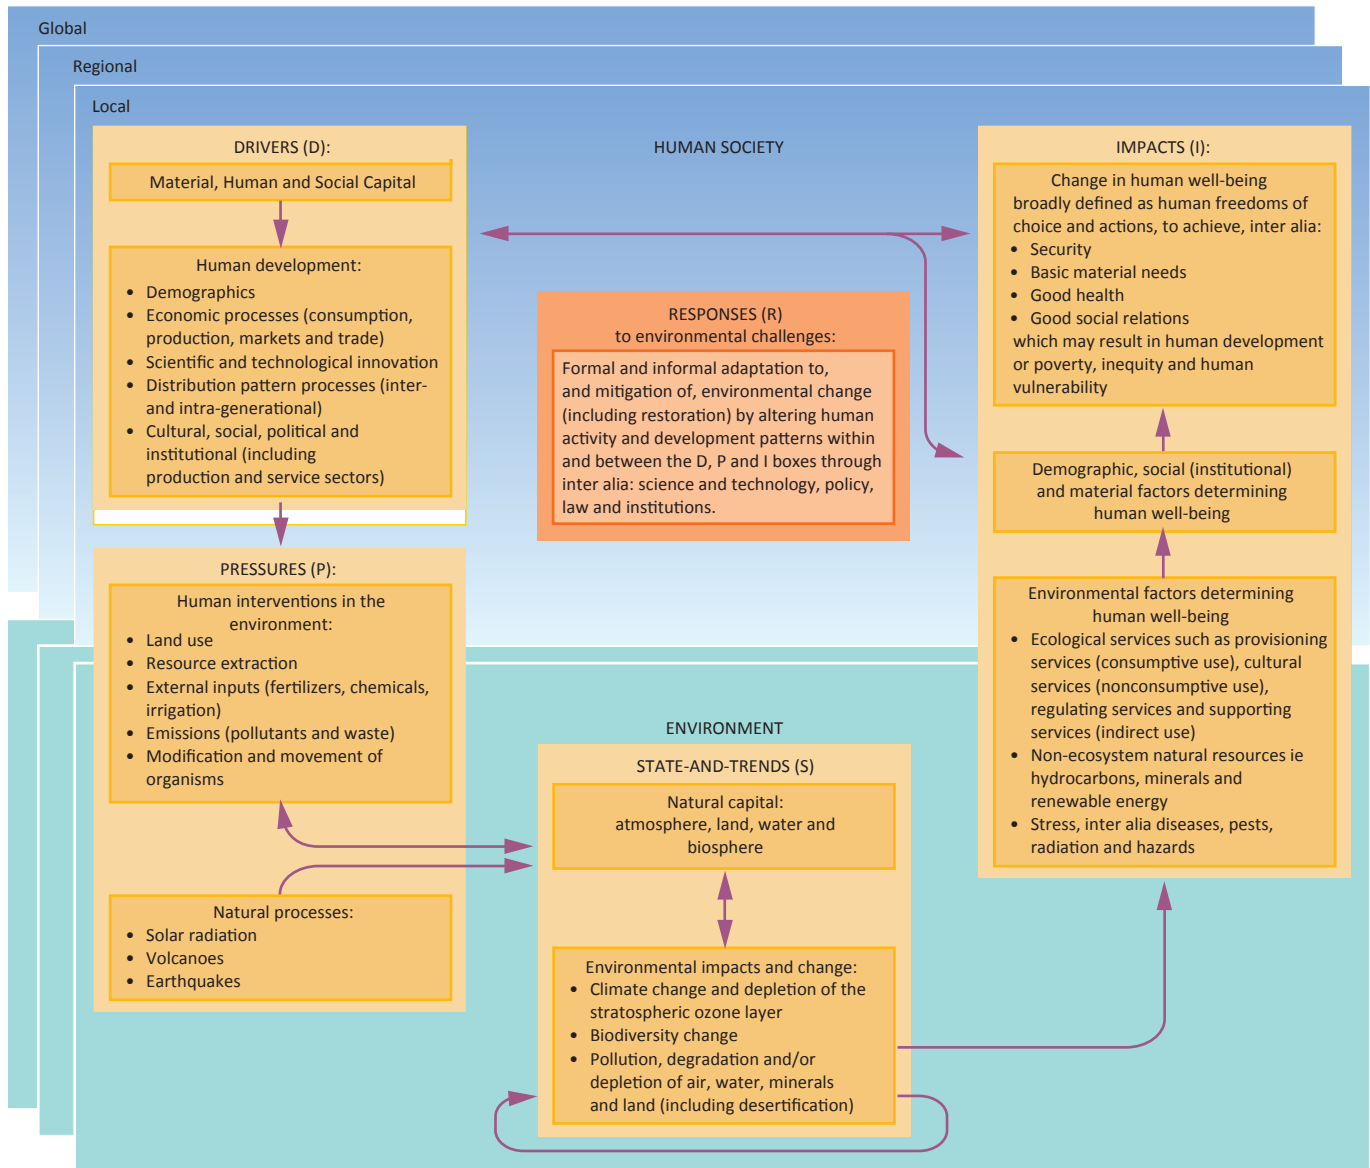 Global
Regional
Local
DRIVERS (D):
Material, Human and Social Capital
Human development:
• Demographics
• Economic processes (consumption,
production, markets and trade)
• Scientific and technological innovation
• Distribution pattern processes (inter-
and intra-generational)
• Cultural, social, political and
institutional (including
production and service sectors)
PRESSURES (P):
Human interventions in the
environment:
• Land use
• Resource extraction
• External inputs (fertilizers, chemicals,
irrigation)
• Emissions (pollutants and waste)
• Modification and movement of
organisms
Natural processes:
• Solar radiation
• Volcanoes
• Earthquakes
HUMAN SOCIETY
RESPONSES (R)
to environmental challenges:
Formal and informal adaptation to,
and mitigation of, environmental change
(including restoration) by altering human
activity and development patterns within
and between the D, P and I boxes through
inter alia: science and technology, policy,
law and institutions.
ENVIRONMENT
STATE-AND-TRENDS (S)
Natural capital:
atmosphere, land, water and
biosphere
Environmental impacts and change:
• Climate change and depletion of the
stratospheric ozone layer
• Biodiversity change
• Pollution, degradation and/or
depletion of air, water, minerals
and land (including desertification)
IMPACTS (I):
Change in human well-being
broadly defined as human freedoms of
choice and actions, to achieve, inter alia:
• Security
• Basic material needs
• Good health
• Good social relations
which may result in human development
or poverty, inequity and human
vulnerability
Demographic, social (institutional)
and material factors determining
human well-being
Environmental factors determining
human well-being
• Ecological services such as provisioning
services (consumptive use), cultural
services (nonconsumptive use),
regulating services and supporting
services (indirect use)
• Non-ecosystem natural resources ie
hydrocarbons, minerals and
renewable energy
• Stress, inter alia diseases, pests,
radiation and hazards